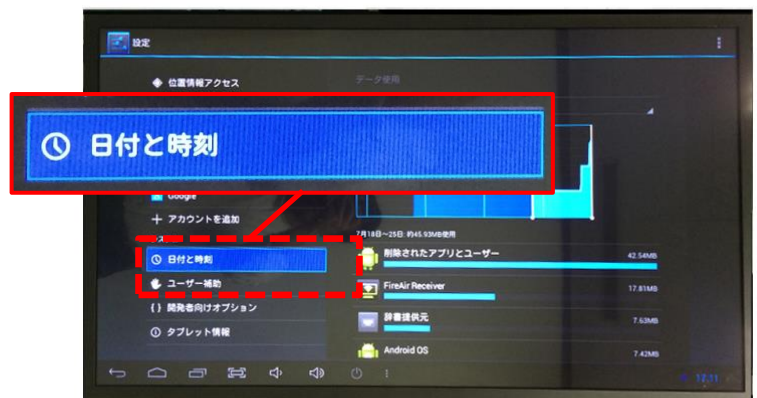 設定
位置情報アクセス
データ使用
日付と時刻
Google
アカウントを追加
7月18日～25日: 約45.93MB使用
日付と時刻
削除されたアプリとユーザー
42.54MB
ユーザー補助
FireAir Receiver
17.81MB
{ } 開発者向けオプション
辞書提供元
7.63MB
タブレット情報
Android OS
7.42MB
17:11